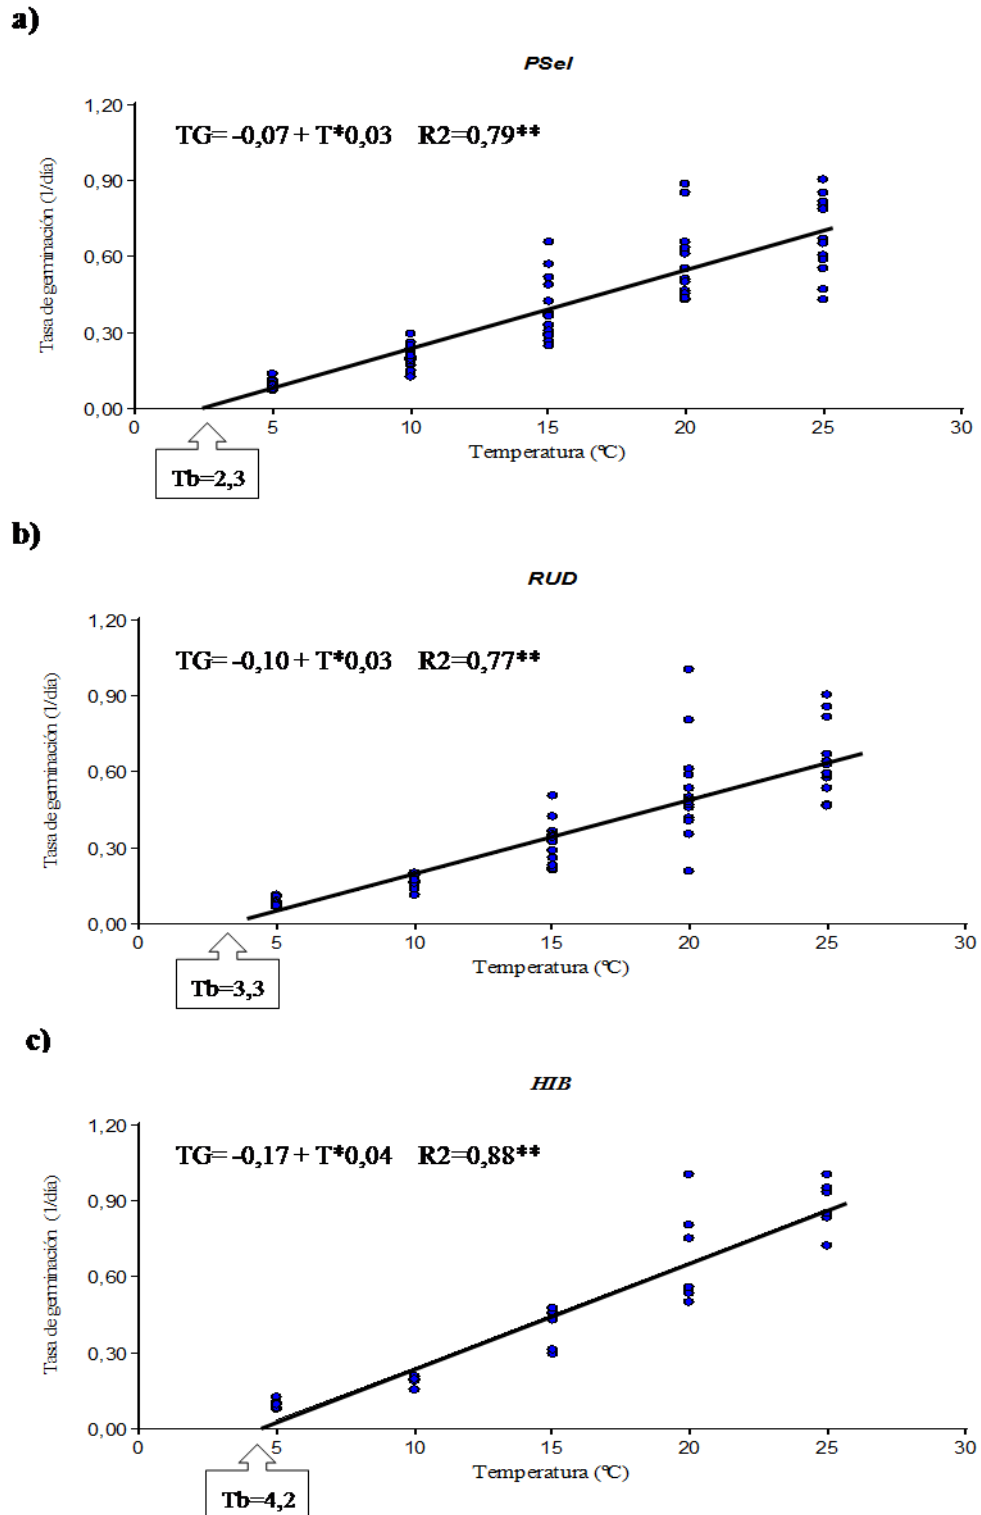 a)
PSel
TG= -0,07 + T*0,03 R2=0,79**
Tasa de germinación (1/día)
1,20
0,90
0,60
0,30
0,00
0 5 10 15 20 25 30
Temperatura (ºC)
Tb=2,3
b)
RUD
TG= -0,10 + T*0,03 R2=0,77**
Tasa de germinación (1/día)
1,20
0,90
0,60
0,30
0,00
0 5 10 15 20 25 30
Temperatura (ºC)
Tb=3,3
c)
HIB
TG= -0,17 + T*0,04 R2=0,88**
Tasa de germinación (1/día)
1,20
0,90
0,60
0,30
0,00
0 5 10 15 20 25 30
Temperatura (ºC)
Tb=4,2